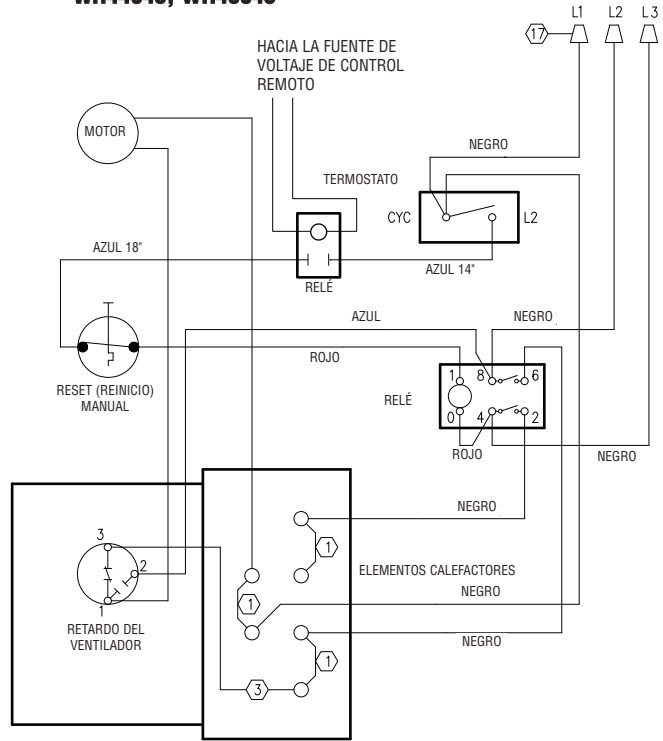 L1 L2 L3
17
HACIA LA FUENTE DE
VOLTAJE DE CONTROL
REMOTO
MOTOR
NEGRO
TERMOSTATO
CYC
L2
AZUL 18"
AZUL 14"
RELÉ
AZUL
NEGRO
ROJO
RESET (REINICIO)
MANUAL
RELÉ
1 8 6
0 4 2
ROJO
NEGRO
NEGRO
1
3
2
1
ELEMENTOS CALEFACTORES
NEGRO
1
RETARDO DEL
VENTILADOR
NEGRO
1
3